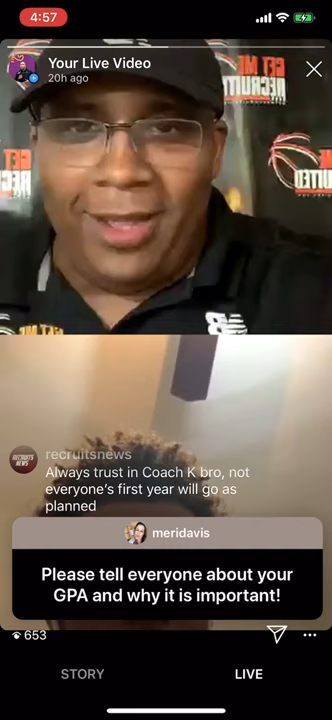 4:57
Your Live Video
20h ago
GET ME
RECRUITED
GET ME
recruitsnews
Always trust in Coach K bro, not
everyone's first year will go as
planned
meridavis
Please tell everyone about your
GPA and why it is important!
653
STORY
LIVE